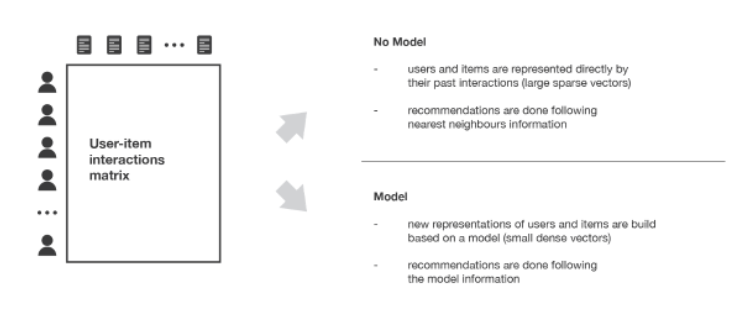 User-item
interactions
matrix
No Model
- users and items are represented directly by
their past interactions (large sparse vectors)
- recommendations are done following
nearest neighbours information
Model
- new representations of users and items are build
based on a model (small dense vectors)
- recommendations are done following
the model information